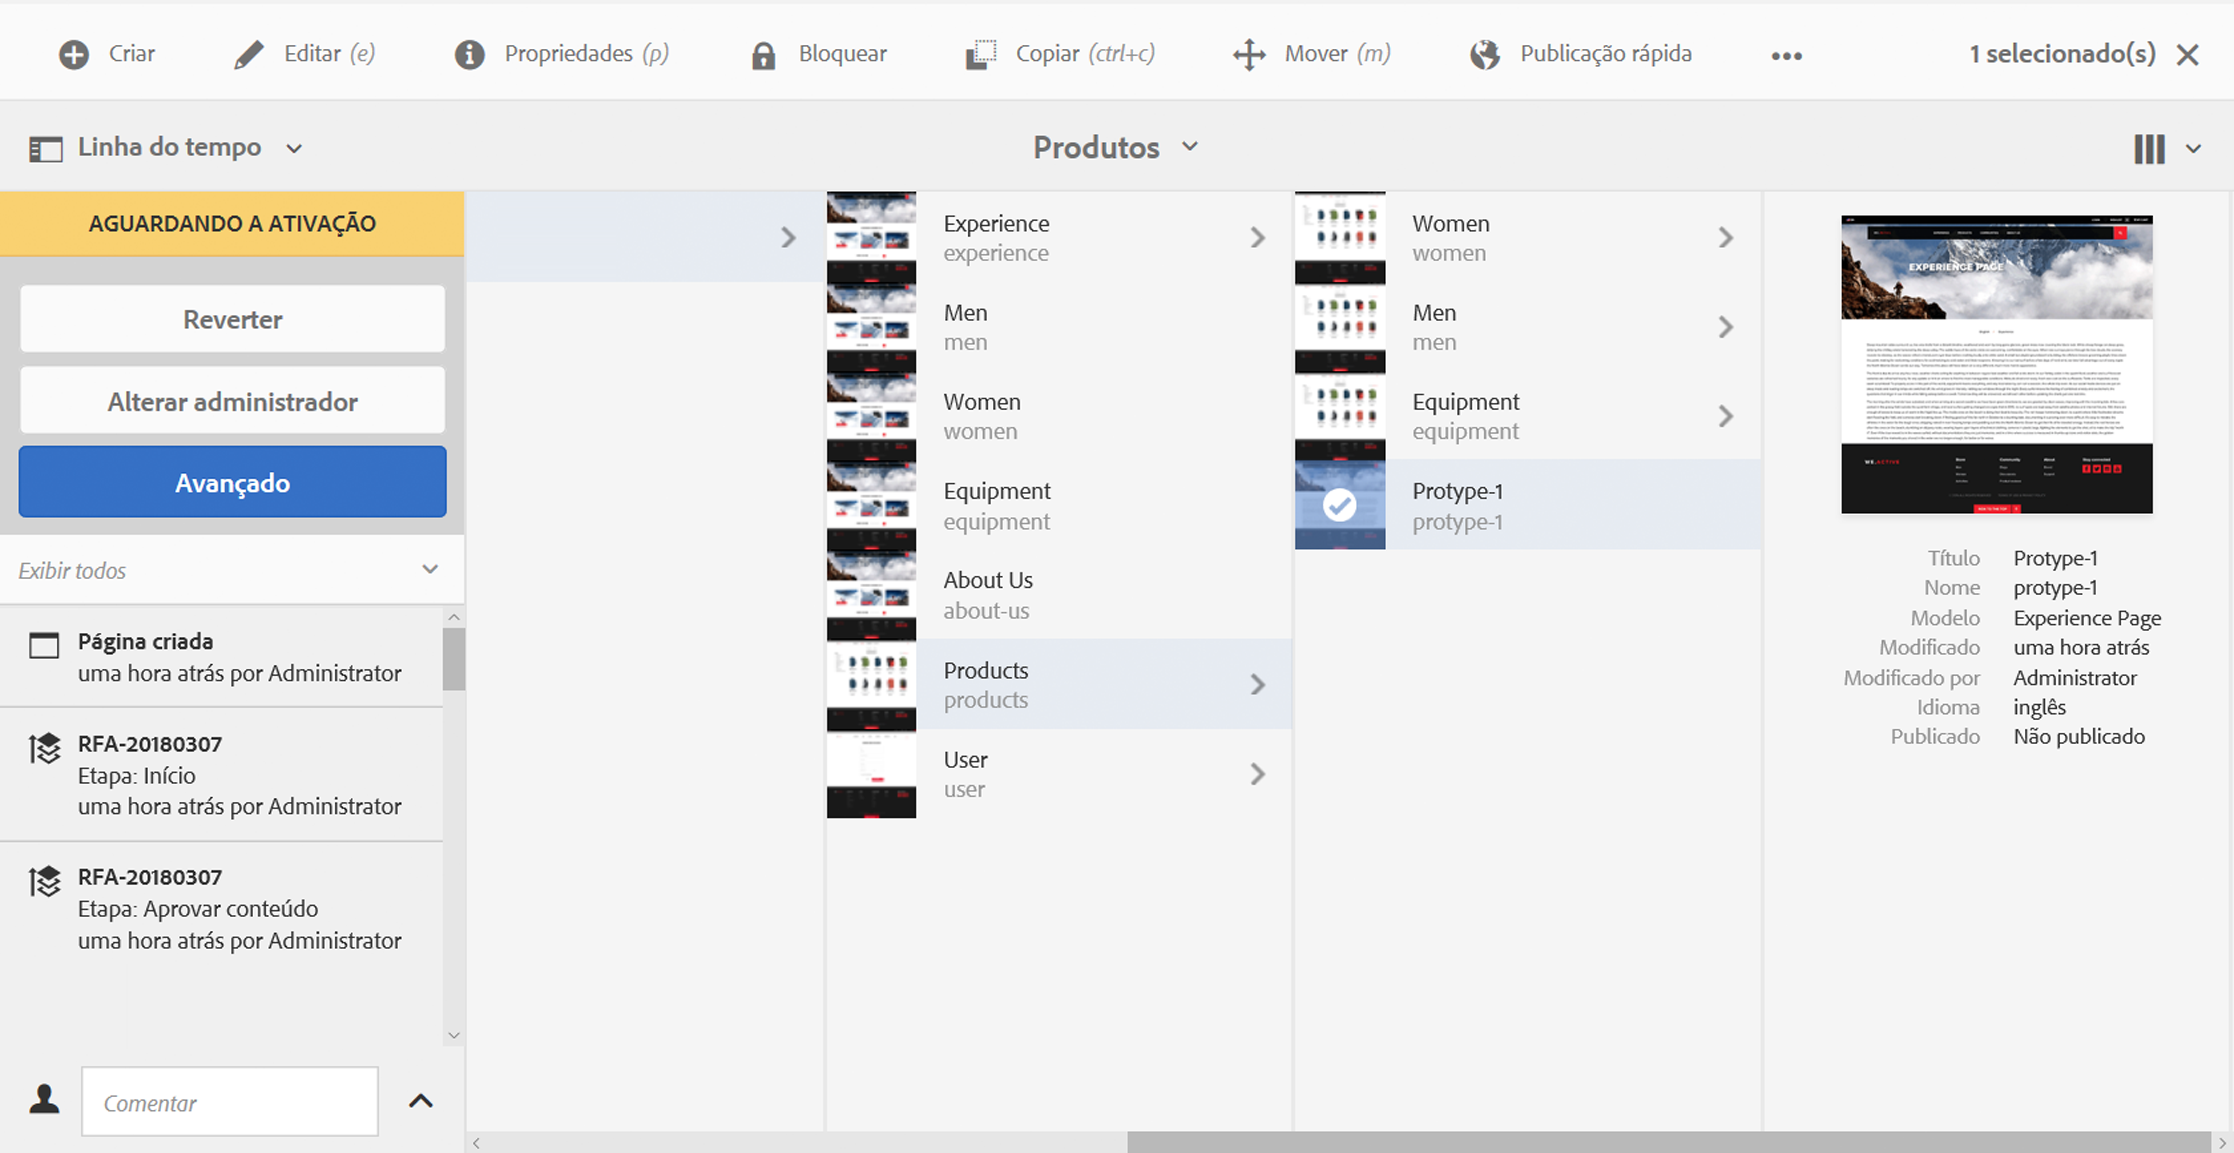 Criar
Editar (e)
Propriedades (p)
Bloquear
Copiar (ctrl+c)
Mover (m)
Publicação rápida
1 selecionado(s)
Linha do tempo
Produtos
AGUARDANDO A ATIVAÇÃO
Reverter
Alterar administrador
Avançado
Exibir todos
Página criada
uma hora atrás por Administrator
RFA-20180307
Etapa: Início
uma hora atrás por Administrator
RFA-20180307
Etapa: Aprovar conteúdo
uma hora atrás por Administrator
Comentar
Experience
experience
Men
men
Women
women
Equipment
equipment
About Us
about-us
Products
products
User
user
Women
women
Men
men
Equipment
equipment
Protype-1
protype-1
EXPERIENCE PAGE
Título Protype-1
Nome protype-1
Modelo Experience Page
Modificado uma hora atrás
Modificado por Administrator
Idioma inglês
Publicado Não publicado